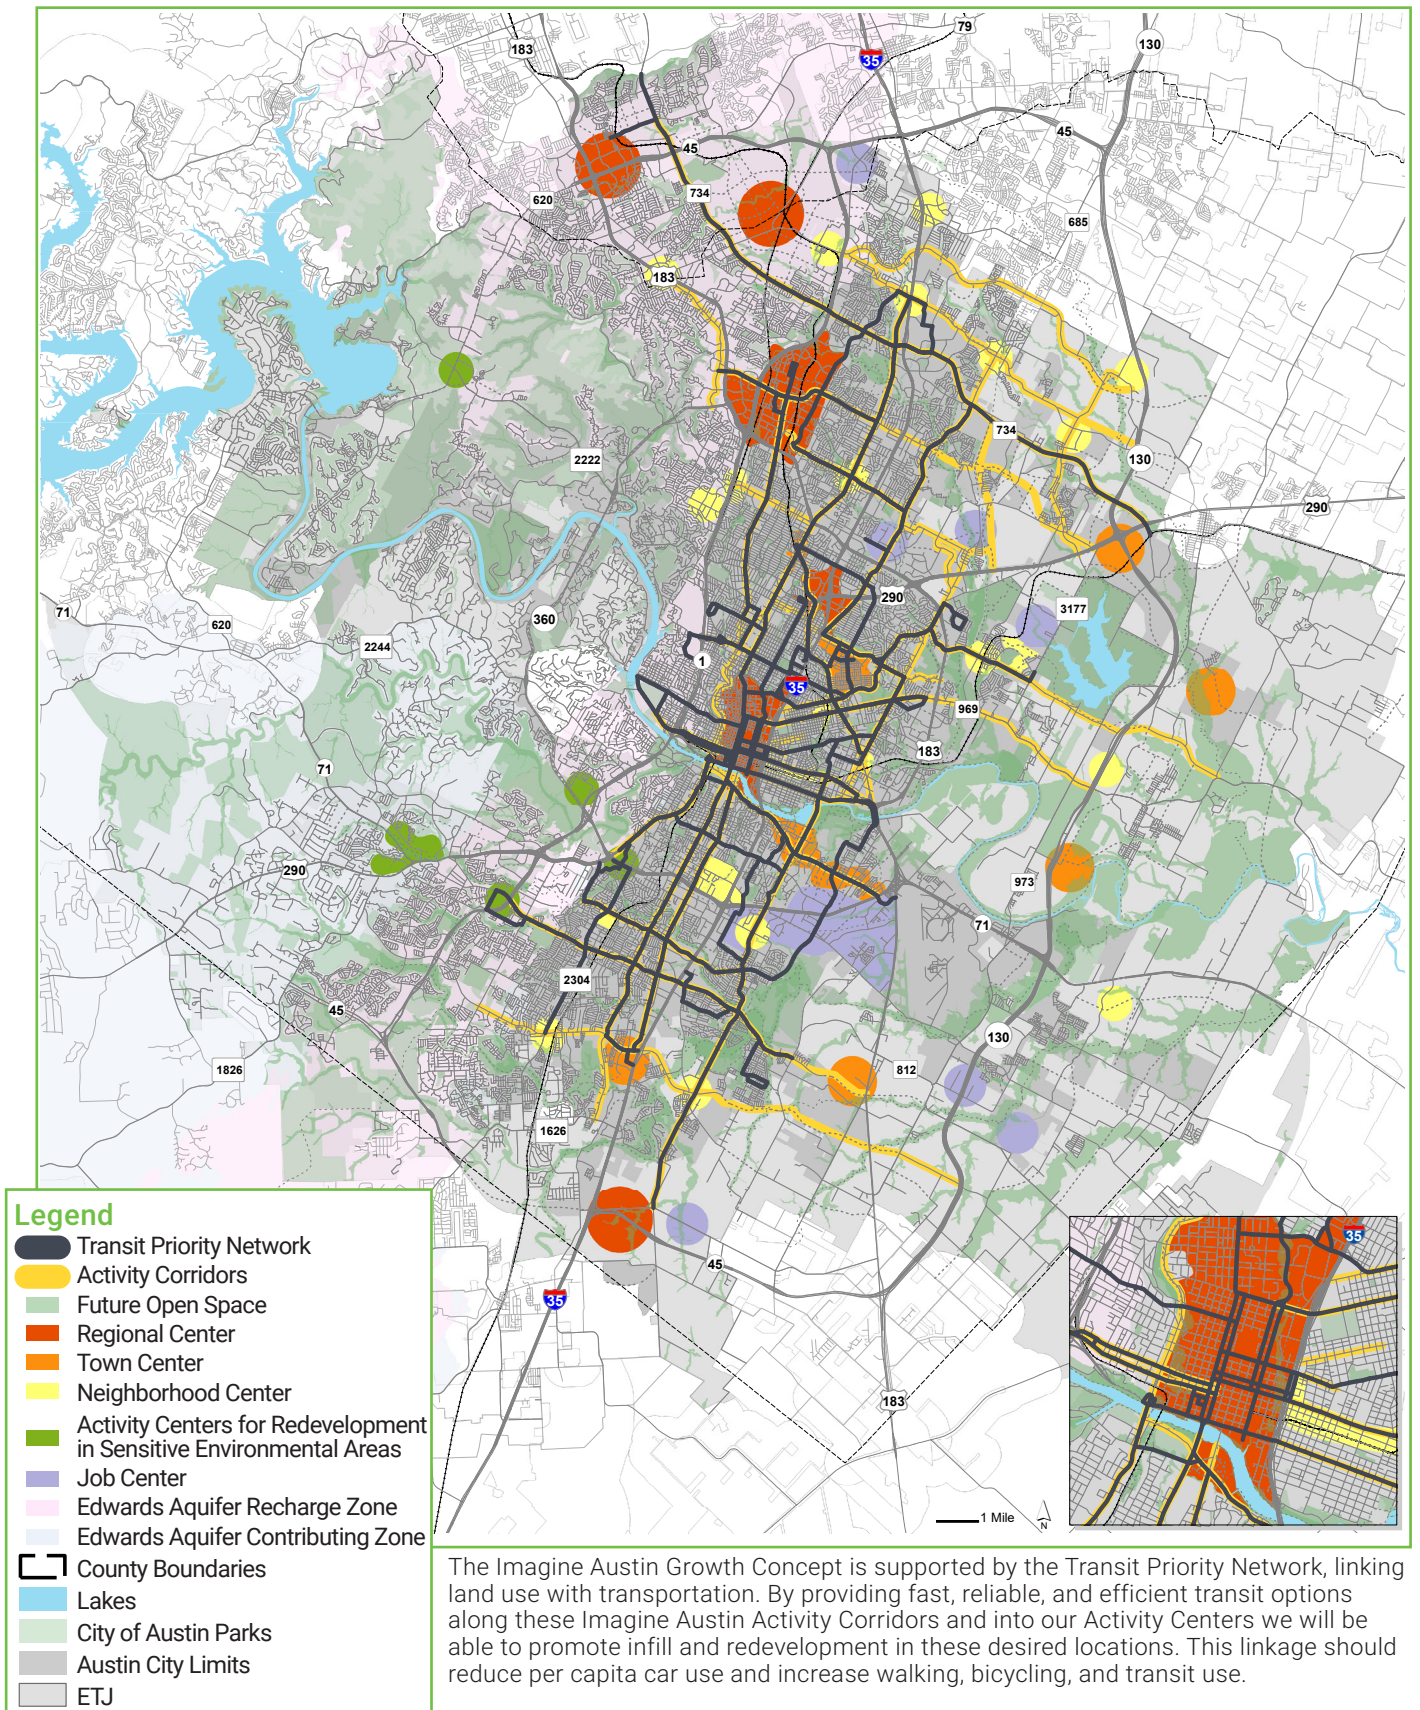 183
79
35
130
45
45
620
734
685
183
2222
734
130
290
71
620
360
2244
290
3177
1
35
969
183
71
290
973
71
2304
45
130
812
1826
1626
45
35
183
35
1 Mile
N
Legend
Transit Priority Network
Activity Corridors
Future Open Space
Regional Center
Town Center
Neighborhood Center
Activity Centers for Redevelopment
in Sensitive Environmental Areas
Job Center
Edwards Aquifer Recharge Zone
Edwards Aquifer Contributing Zone
County Boundaries
Lakes
City of Austin Parks
Austin City Limits
ETJ
The Imagine Austin Growth Concept is supported by the Transit Priority Network, linking
land use with transportation. By providing fast, reliable, and efficient transit options
along these Imagine Austin Activity Corridors and into our Activity Centers we will be
able to promote infill and redevelopment in these desired locations. This linkage should
reduce per capita car use and increase walking, bicycling, and transit use.